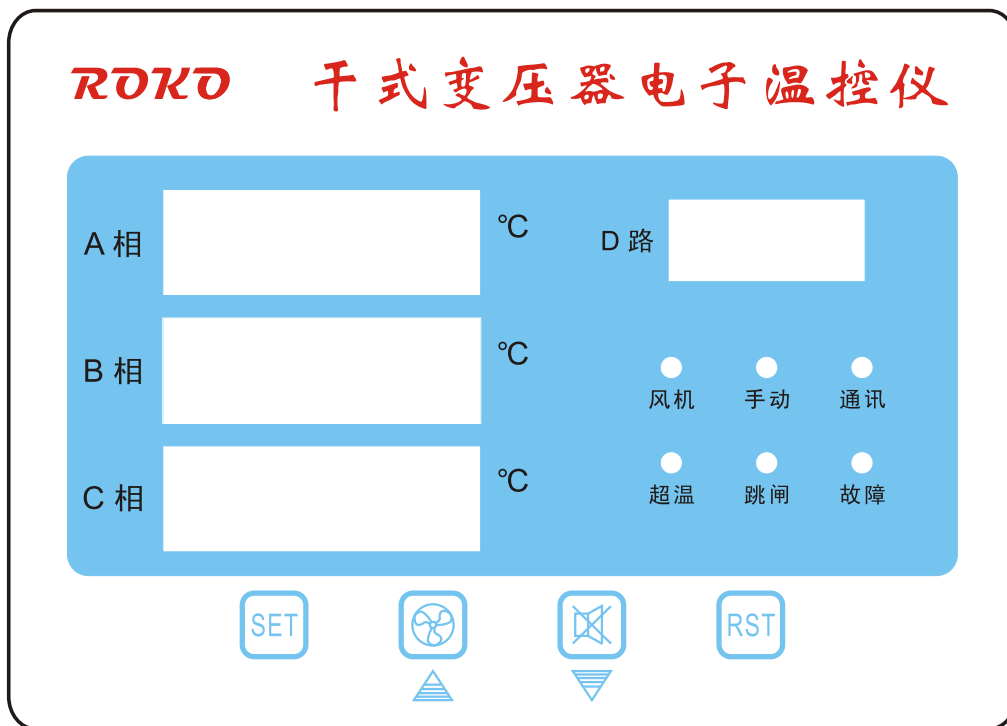 ROKO 干式变压器电子温控仪
A 相 ℃ D 路
B 相 ℃
风机 手动 通讯
C 相 ℃
超温 跳闸 故障
SET RST